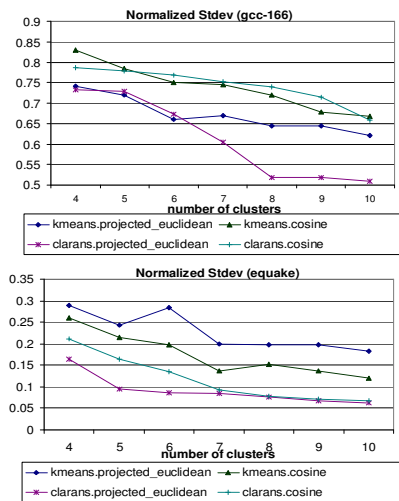 Normalized Stdev (gcc-166)
0.9
0.85
0.8
0.75
0.7
0.65
0.6
0.55
0.5
4 5 6 7 8 9 10
number of clusters
kmeans.projected_euclidean kmeans.cosine
clarans.projected_euclidean clarans.cosine
Normalized Stdev (equake)
0.35
0.3
0.25
0.2
0.15
0.1
0.05
0
4 5 6 7 8 9 10
number of clusters
kmeans.projected_euclidean kmeans.cosine
clarans.projected_euclidean clarans.cosine